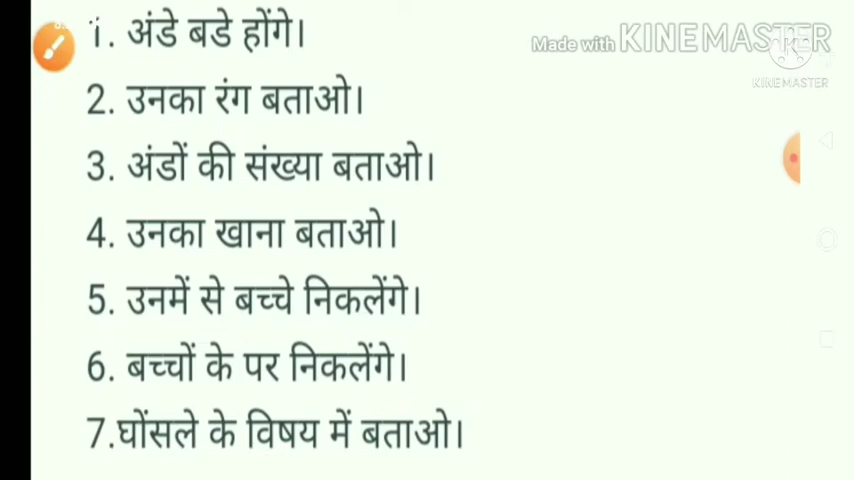 1. अंडे बडे होंगे।
Made with KINEMASTER
KINEMASTER
2. उनका रंग बताओ।
3. अंडों की संख्या बताओ।
4. उनका खाना बताओ।
5. उनमें से बच्चे निकलेंगे।
6. बच्चों के पर निकलेंगे।
7.घोंसले के विषय में बताओ।